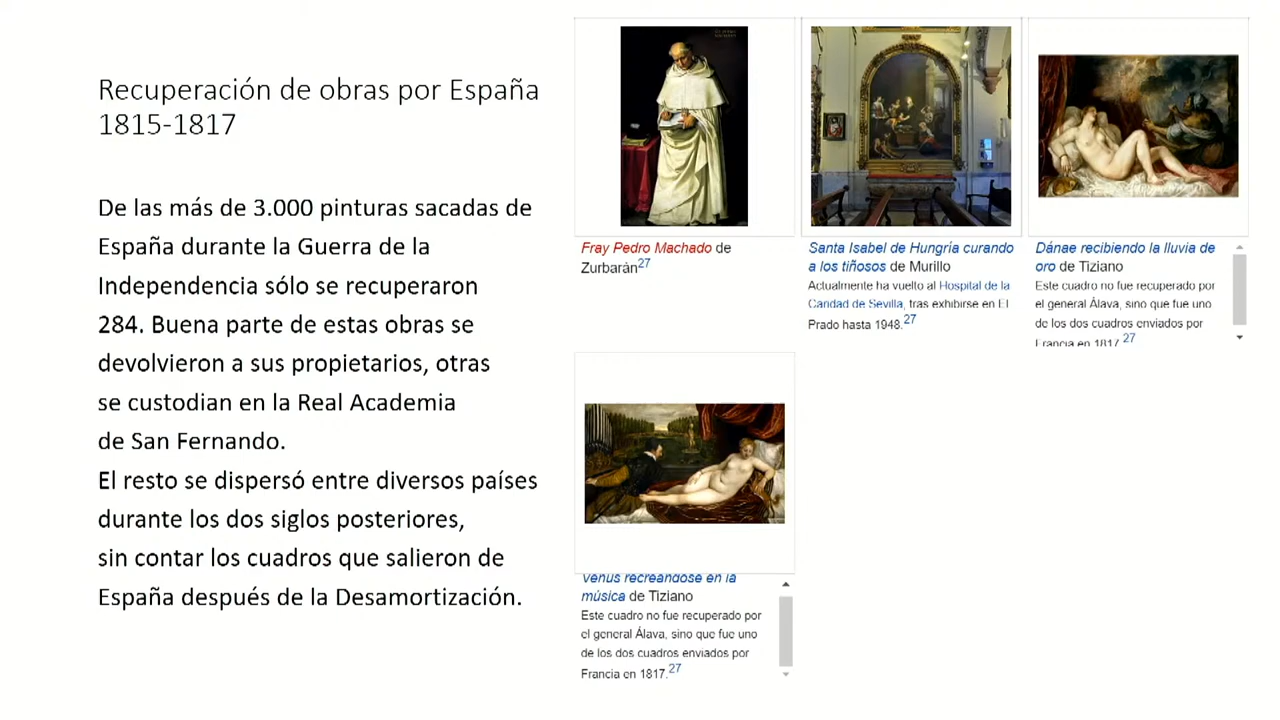 Recuperación de obras por España
1815-1817
De las más de 3.000 pinturas sacadas de
España durante la Guerra de la
Independencia sólo se recuperaron
284. Buena parte de estas obras se
devolvieron a sus propietarios, otras
se custodian en la Real Academia
de San Fernando.
El resto se dispersó entre diversos países
durante los dos siglos posteriores,
sin contar los cuadros que salieron de
España después de la Desamortización.
Fray Pedro Machado de
Zurbarán27
Santa Isabel de Hungría curando
a los tiñosos de Murillo
Actualmente ha vuelto al Hospital de la
Caridad de Sevilla, tras exhibirse en El
Prado hasta 1948.27
Dánae recibiendo la lluvia de
oro de Tiziano
Este cuadro no fue recuperado por
el general Álava, sino que fue uno
de los dos cuadros enviados por
Francia en 1817.27
Venus recreándose en la
música de Tiziano
Este cuadro no fue recuperado por
el general Álava, sino que fue uno
de los dos cuadros enviados por
Francia en 1817.27